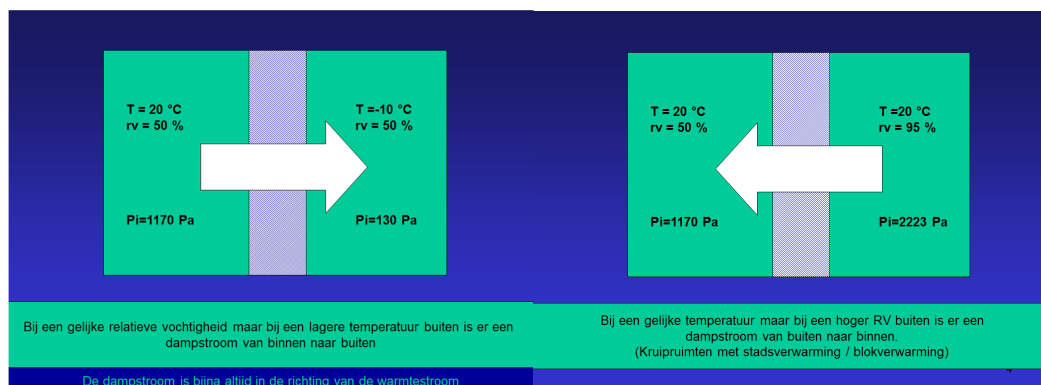 T = 20 °C
rv = 50 %
T =-10 °C
rv = 50 %
Pi=1170 Pa
Pi=130 Pa
Bij een gelijke relatieve vochtigheid maar bij een lagere temperatuur buiten is er een
dampstroom van binnen naar buiten
De dampstroom is bijna altijd in de richting van de warmtestroom
T = 20 °C
rv = 50 %
T =20 °C
rv = 95 %
Pi=1170 Pa
Pi=2223 Pa
Bij een gelijke temperatuur maar bij een hoger RV buiten is er een
dampstroom van buiten naar binnen.
(Kruipruimten met stadsverwarming / blokverwarming)